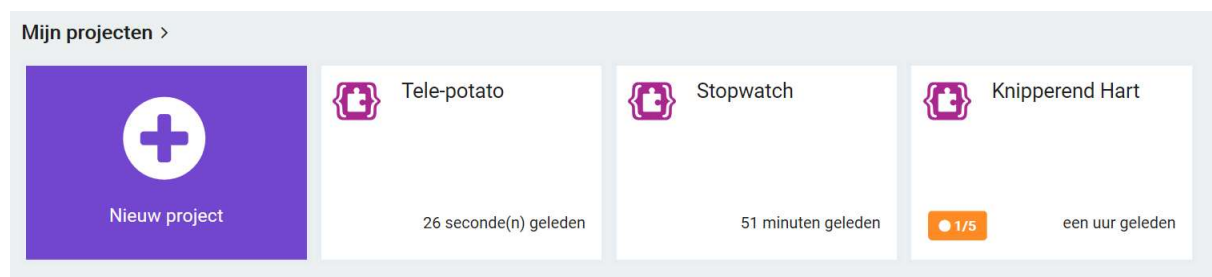 Mijn projecten >
Nieuw project
Tele-potato
26 seconde(n) geleden
Stopwatch
51 minuten geleden
Knipperend Hart
1/5
een uur geleden